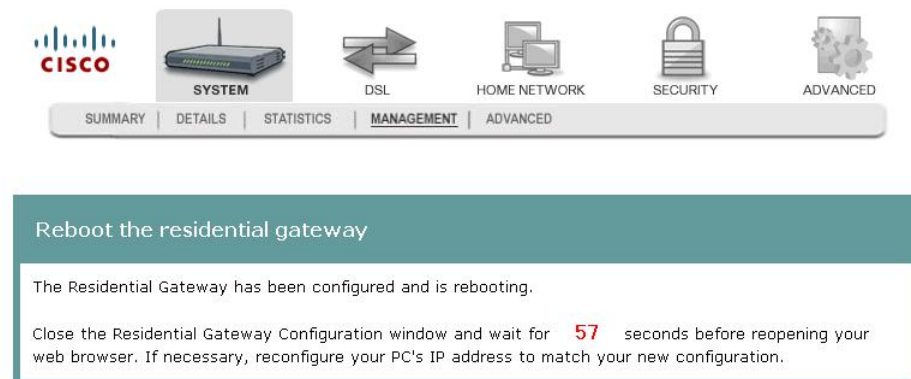 CISCO
SYSTEM
DSL
HOME NETWORK
SECURITY
ADVANCED
SUMMARY | DETAILS | STATISTICS | MANAGEMENT | ADVANCED
Reboot the residential gateway
The Residential Gateway has been configured and is rebooting.
Close the Residential Gateway Configuration window and wait for 57 seconds before reopening your
web browser. If necessary, reconfigure your PC's IP address to match your new configuration.